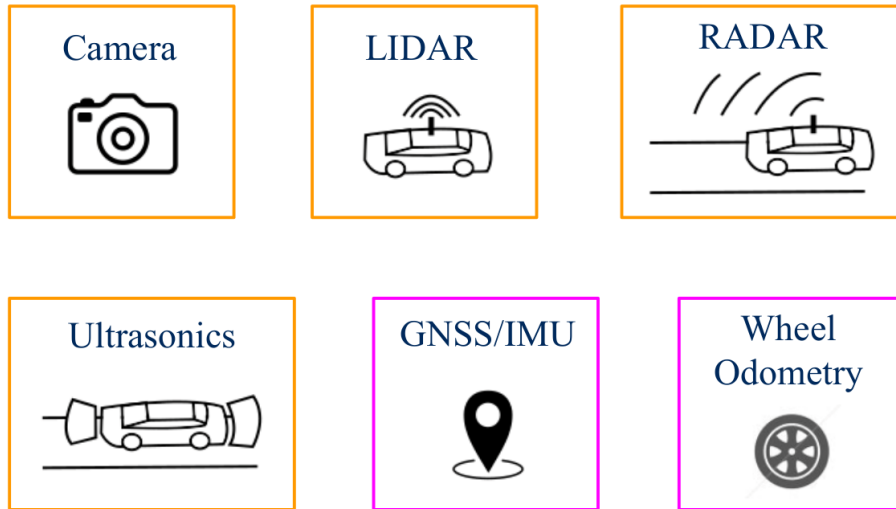 Camera
LIDAR
RADAR
Ultrasonics
GNSS/IMU
Wheel
Odometry